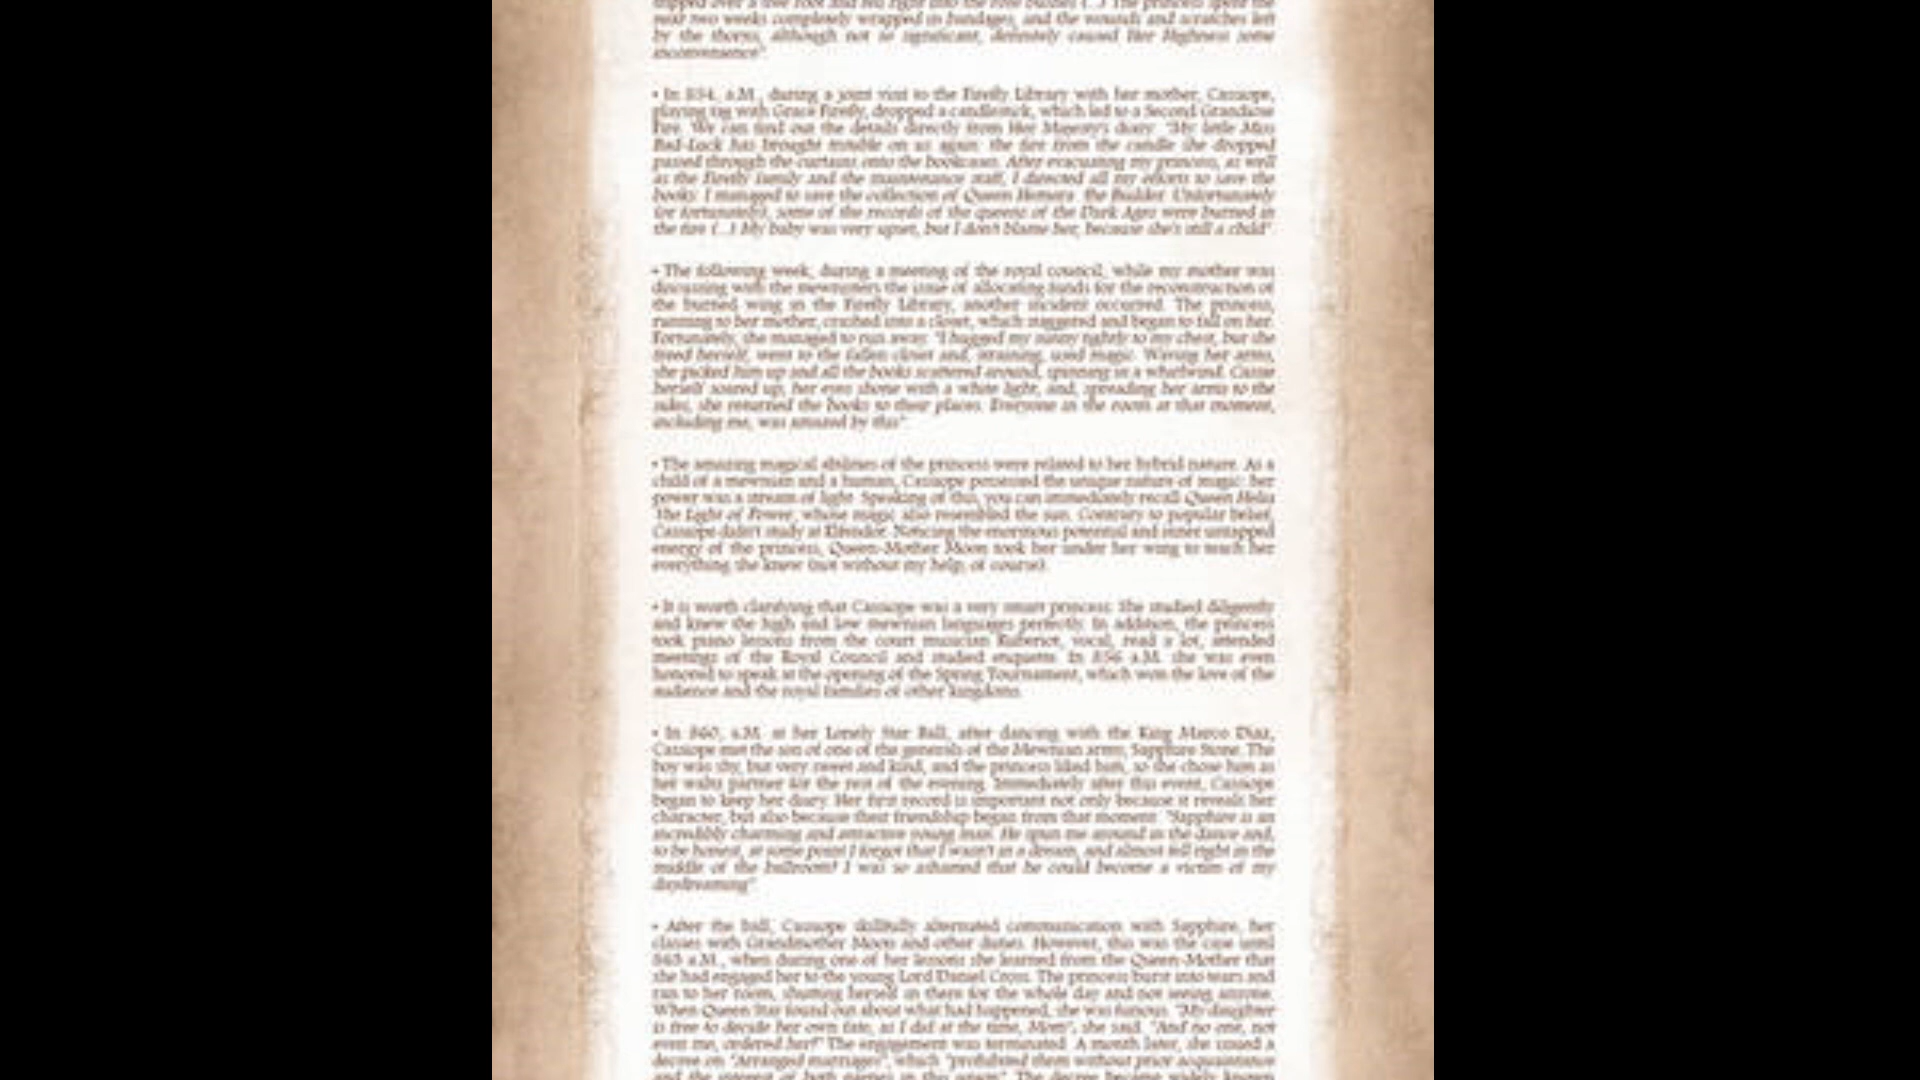 tripped over a tree root and fell right into the rose bushes (...) The princess spent the
next two weeks completely wrapped in bandages, and the wounds and scratches left
by the thorns, although not so significant, definitely caused Her Highness some
inconvenience"
• In 854, a.M., during a joint visit to the Firefly Library with her mother, Cassiope,
playing tag with Grace Firefly, dropped a candlestick, which led to a Second Grandiose
Fire. We can find out the details directly from Her Majesty's diary: "My little Miss
Bad-Luck has brought trouble on us again: the fire from the candle she dropped
passed through the curtains onto the bookcases. After evacuating my princess, as well
as the Firefly family and the maintenance staff, I directed all my efforts to save the
books. I managed to save the collection of Queen Hemera the Builder. Unfortunately
(or fortunately), some of the records of the queens of the Dark Ages were burned in
the fire (...) My baby was very upset, but I don't blame her, because she's still a child"
• The following week, during a meeting of the royal council, while my mother was
discussing with the mewnisters the issue of allocating funds for the reconstruction of
the burned wing in the Firefly Library, another incident occurred. The princess,
running to her mother, crashed into a closet, which staggered and began to fall on her.
Fortunately, she managed to run away. "I hugged my sunny tightly to my chest, but she
freed herself, went to the fallen closet and, straining, used magic. Waving her arms,
she picked him up and all the books scattered around, spinning in a whirlwind. Cassie
herself soared up, her eyes shone with a white light, and, spreading her arms to the
sides, she returned the books to their places. Everyone in the room at that moment,
including me, was amazed by this"
• The amazing magical abilities of the princess were related to her hybrid nature. As a
child of a mewnian and a human, Cassiope possessed the unique nature of magic: her
power was a stream of light. Speaking of this, you can immediately recall Queen
The Light of Power, whose magic also resembled the sun. Contrary to popular belief,
Cassiope didn't study at Noticing the enormous potential and inner untapped
energy of the princess, Queen-Mother Moon took her under her wing to teach her
everything she knew (not without my help, of course).
• It is worth clarifying that Cassiope was a very smart princess. She studied diligently
and knew the high and low mewnian languages perfectly. In addition, the princess
took piano lessons from the court musician Ruberiot, vocal, read a lot, attended
meetings of the Royal Council and studied etiquette. In 856 a.M. she was even
honored to speak at the opening of the Spring Tournament, which won the love of the
audience and the royal families of other kingdoms.
• In 860, a.M. at her Lonely Star Ball, after dancing with the King Marco Diaz,
Cassiope met the son of one of the generals of the Mewnian army, Sapphire Stone. The
boy was shy, but very sweet and kind, and the princess liked him, so she chose him as
her waltz partner for the rest of the evening. Immediately after this event, Cassiope
began to keep her diary. Her first record is important not only because it reveals her
character, but also because their friendship began from that moment: "Sapphire is an
incredibly charming and attractive young man. He spun me around in the dance and,
to be honest, at some point I forgot that I wasn't in a dream, and almost fell right in the
middle of the ballroom! I was so ashamed that he could become a victim of my
daydreaming"
• After the ball, Cassiope skillfully alternated communication with Sapphire, her
classes with Grandmother Moon and other duties. However, this was the case until
a.M., when during one of her lessons she learned from the Queen-Mother that
she had engaged her to the young Lord Daniel Cross. The princess burst into tears and
ran to her room, shutting herself in there for the whole day and not seeing anyone.
When Queen Star found out about what had happened, she was furious. "My daughter
is free to decide her own fate, as I did at the time, Mom", she said. "And no one, not
even me, ordered her!" The engagement was terminated. A month later, she issued a
decree on "Arranged marriages", which "prohibited them without prior acquaintance
and the interest of both parties in this union". The decree became widely known